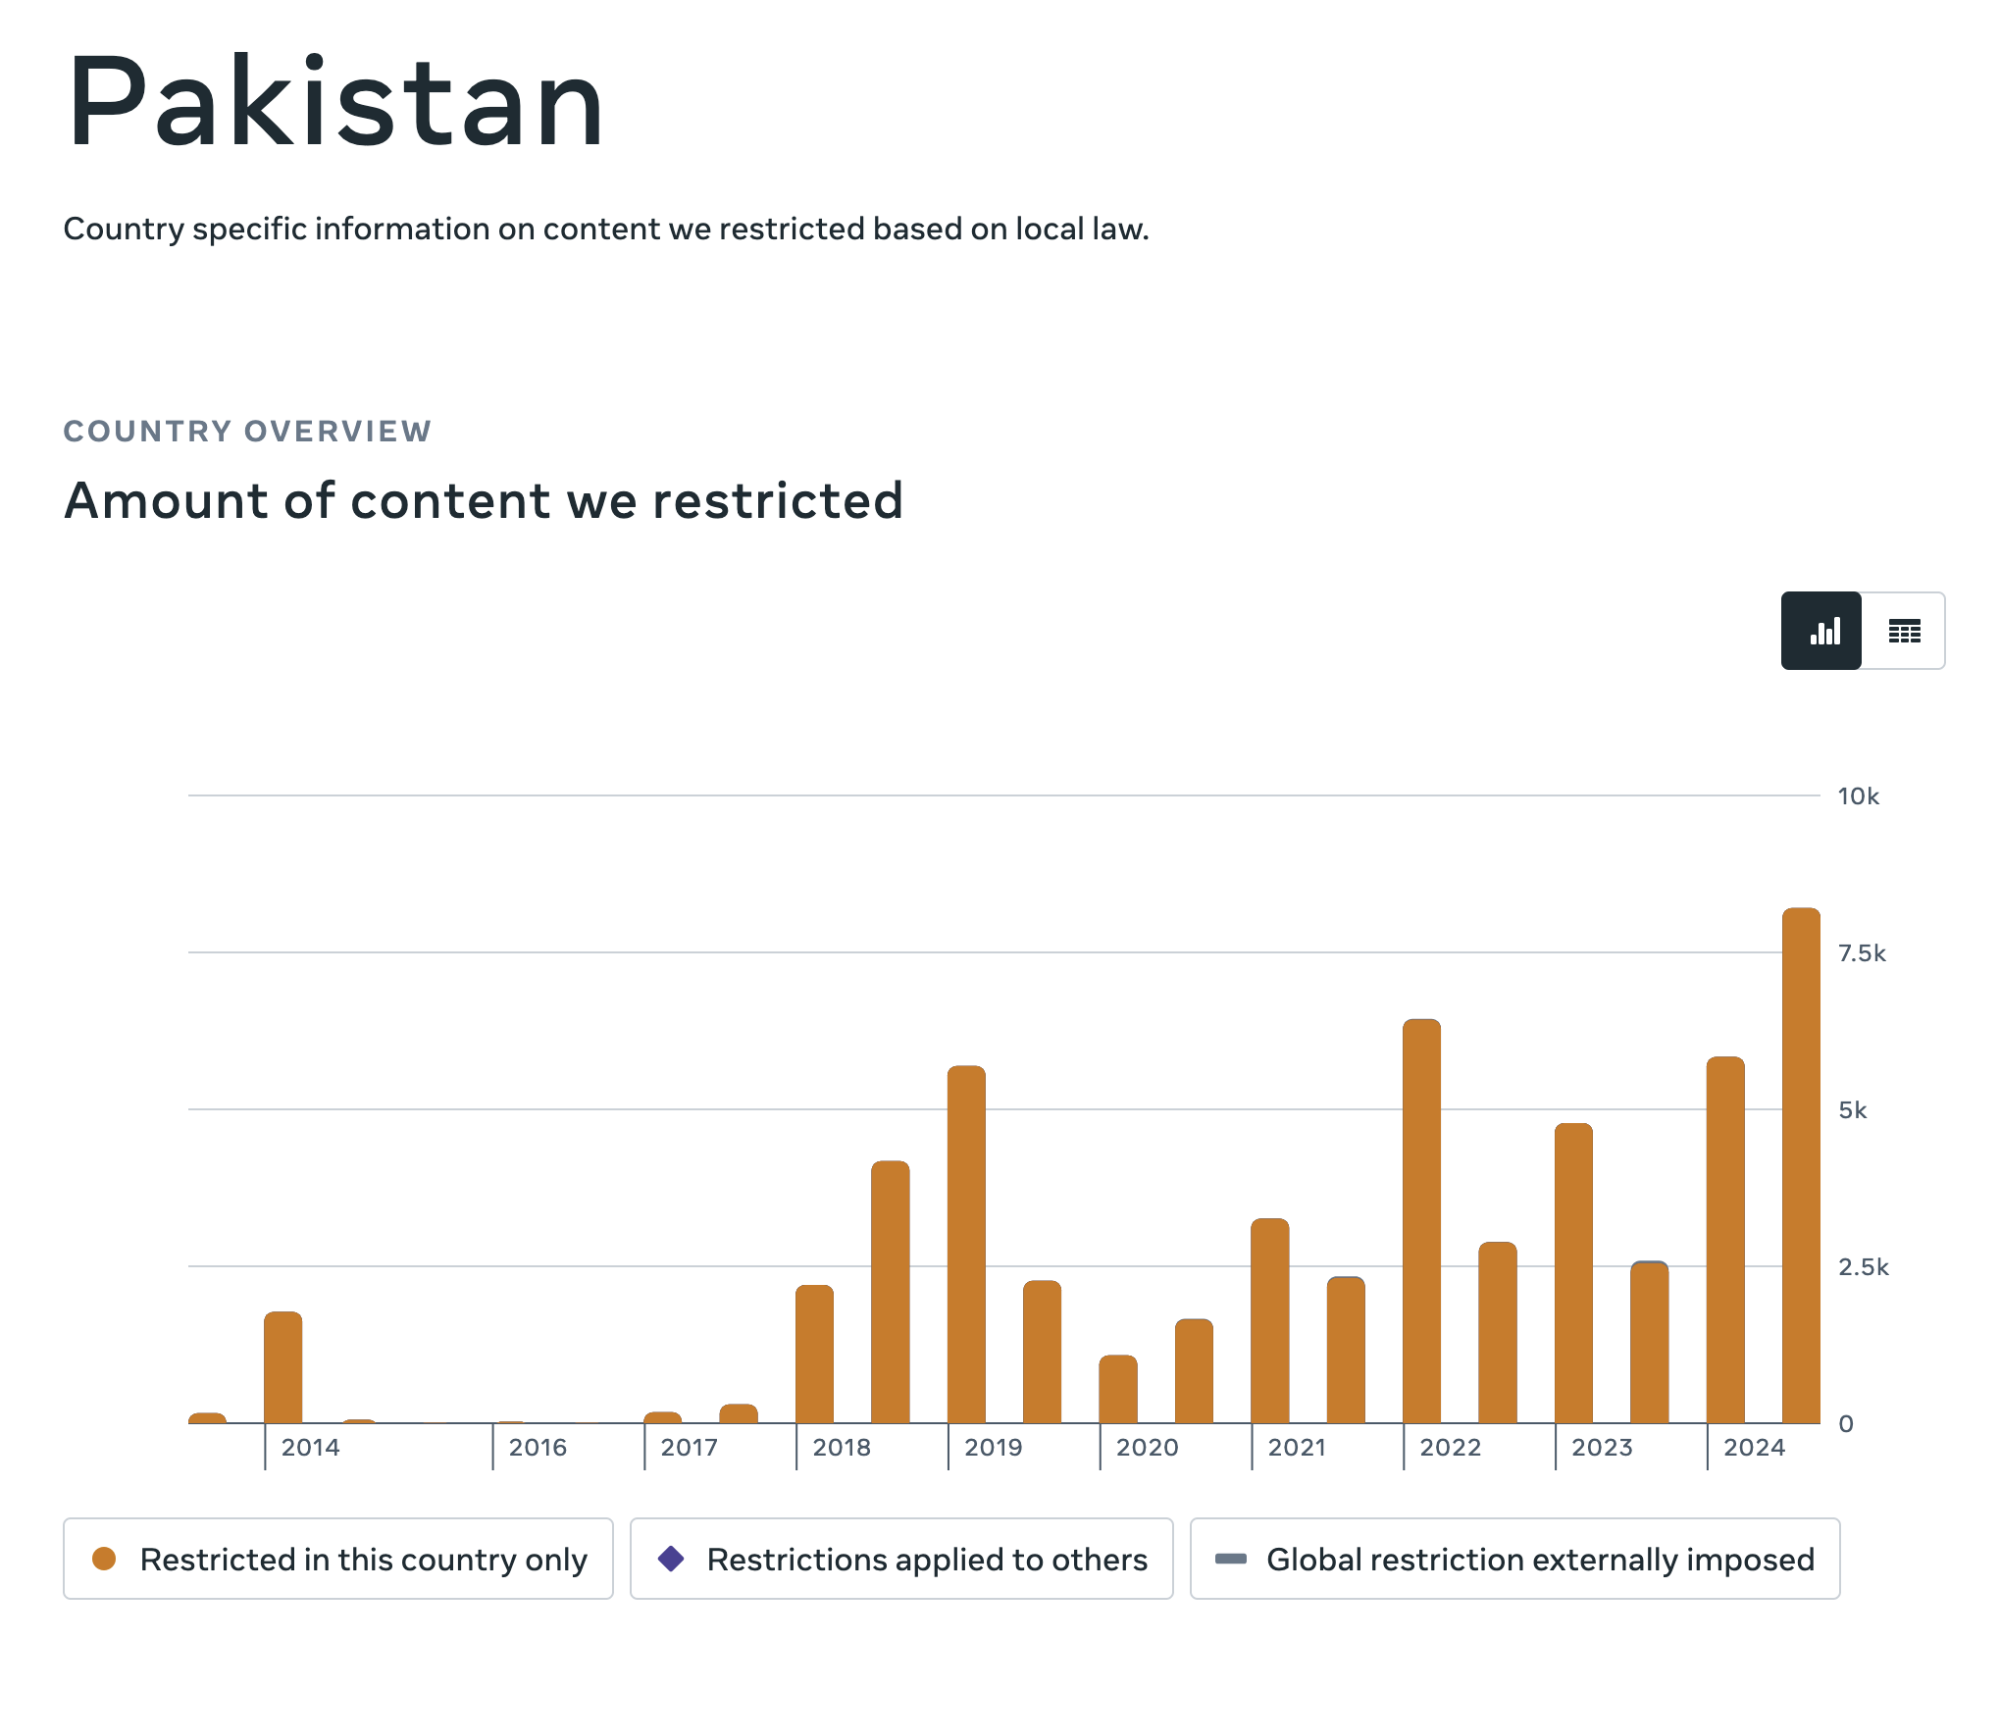 Pakistan
Country specific information on content we restricted based on local law.
COUNTRY OVERVIEW
Amount of content we restricted
10k
7.5k
5k
2.5k
0
2014 2016 2017 2018 2019 2020 2021 2022 2023 2024
Restricted in this country only Restrictions applied to others Global restriction externally imposed